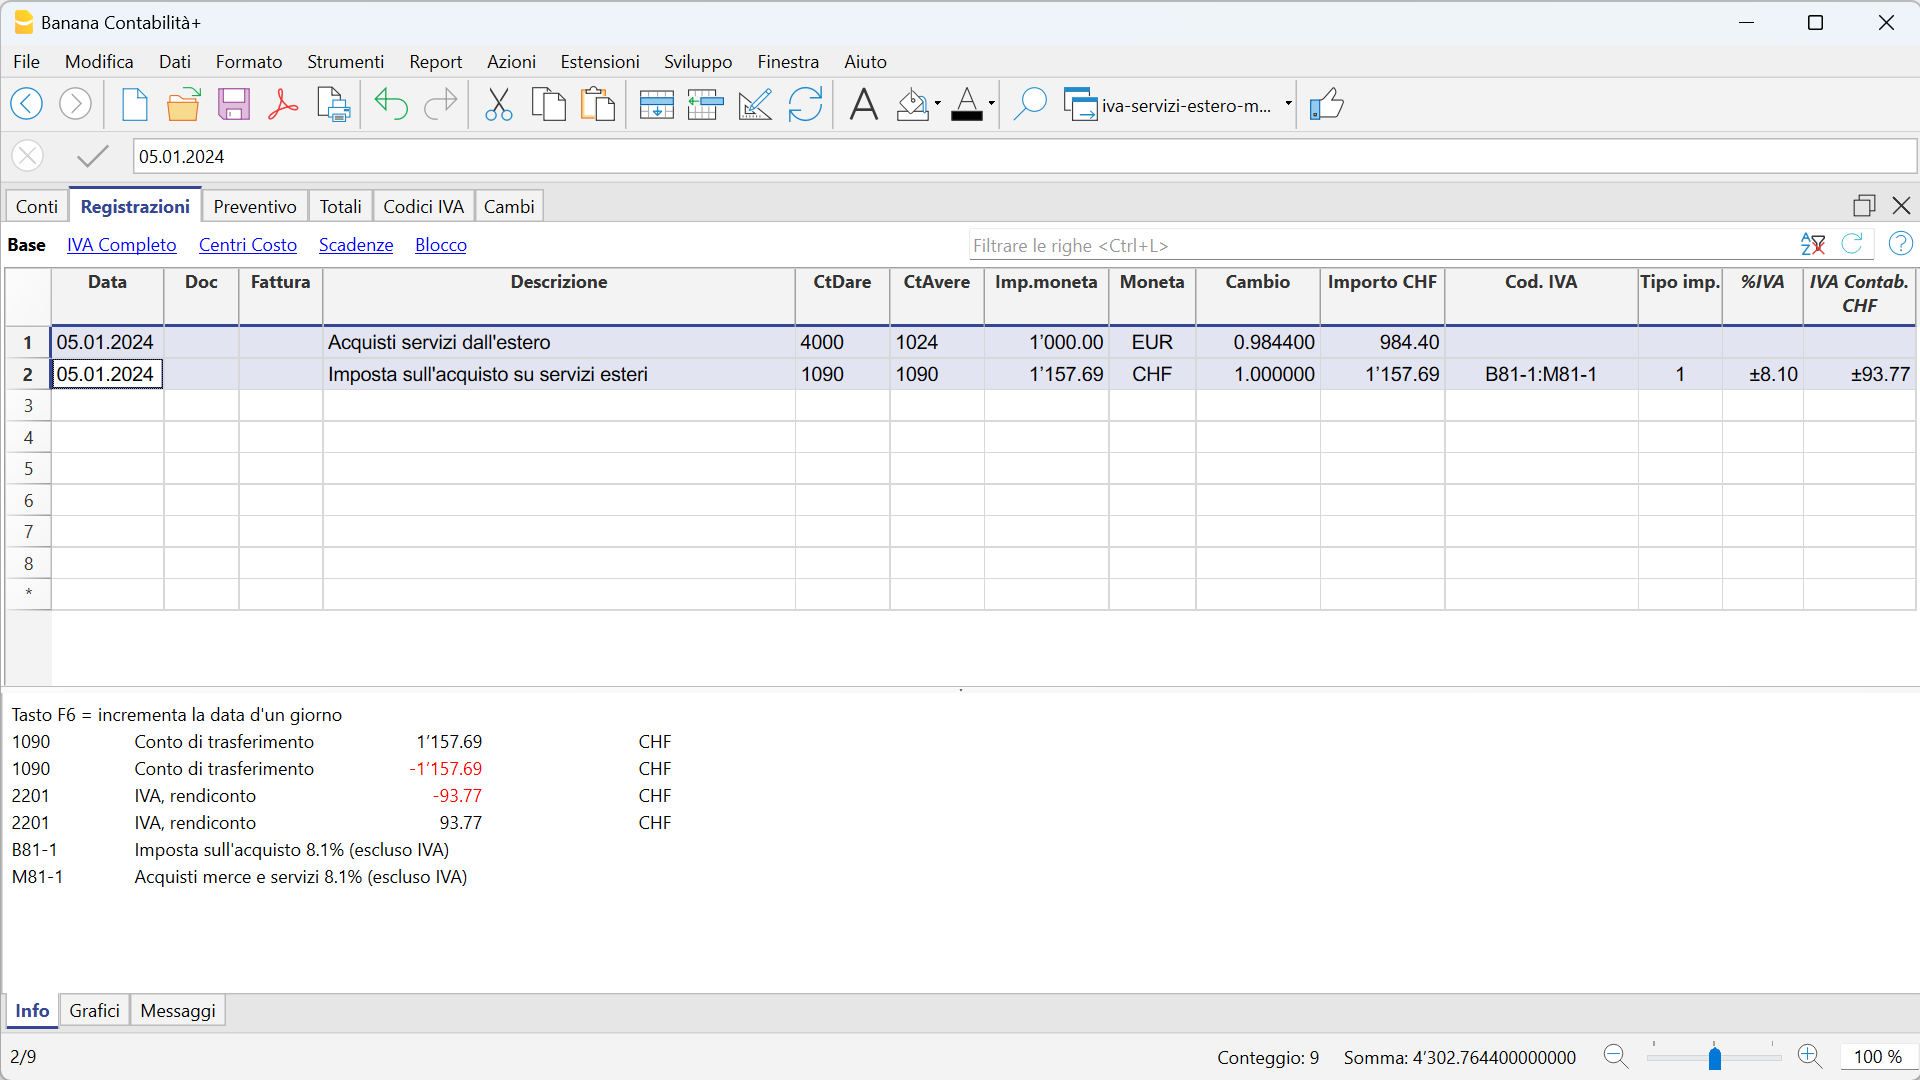 Banana Contabilità+
File Modifica Dati Formato Strumenti Report Azioni Estensioni Sviluppo Finestra Aiuto
iva-servizi-estero-m...
05.01.2024
Conti Registrazioni Preventivo Totali Codici IVA Cambi
Base IVA Completo Centri Costo Scadenze Blocco Filtrare le righe <Ctrl+L>
Data Doc Fattura Descrizione CtDare CtAvere Imp.moneta Moneta Cambio Importo CHF Cod. IVA Tipo imp. %IVA IVA Contab. CHF
1 05.01.2024 Acquisti servizi dall'estero 4000 1024 1’000.00 EUR 0.984400 984.40
2 05.01.2024 Imposta sull'acquisto su servizi esteri 1090 1090 1’157.69 CHF 1.000000 1’157.69 B81-1:M81-1 1 ±8.10 ±93.77
3
4
5
6
7
8
*
Tasto F6 = incrementa la data d'un giorno
1090 Conto di trasferimento 1’157.69 CHF
1090 Conto di trasferimento -1’157.69 CHF
2201 IVA, rendiconto -93.77 CHF
2201 IVA, rendiconto 93.77 CHF
B81-1 Imposta sull'acquisto 8.1% (escluso IVA)
M81-1 Acquisti merce e servizi 8.1% (escluso IVA)
Info Grafici Messaggi
2/9 Conteggio: 9 Somma: 4’302.764400000000 100 %